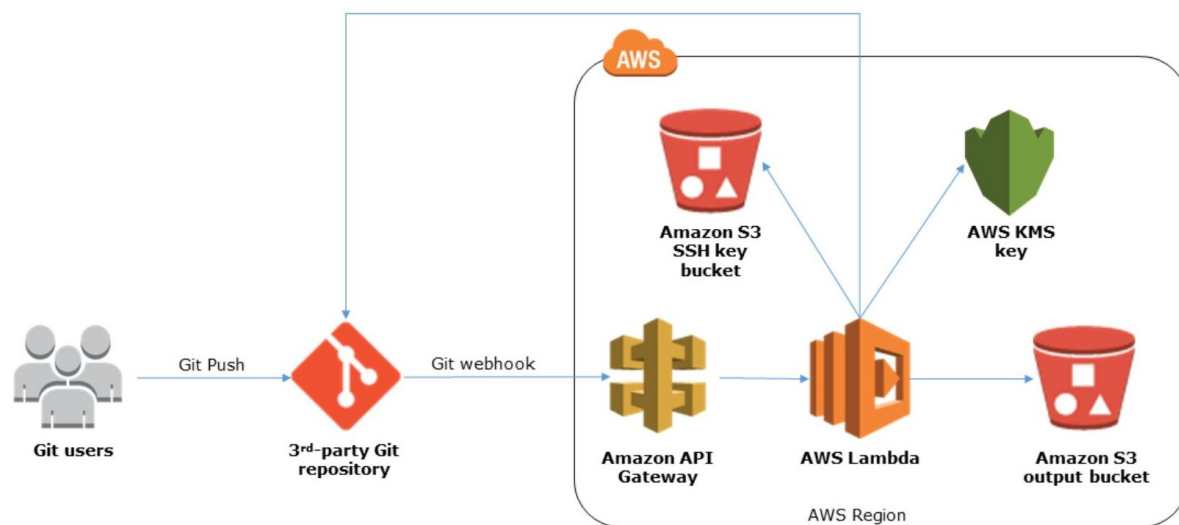 AWS
Amazon S3
SSH key
bucket
AWS KMS
key
Git Push
Git webhook
Git users
3rd-party Git
repository
Amazon API
Gateway
AWS Lambda
Amazon S3
output bucket
AWS Region